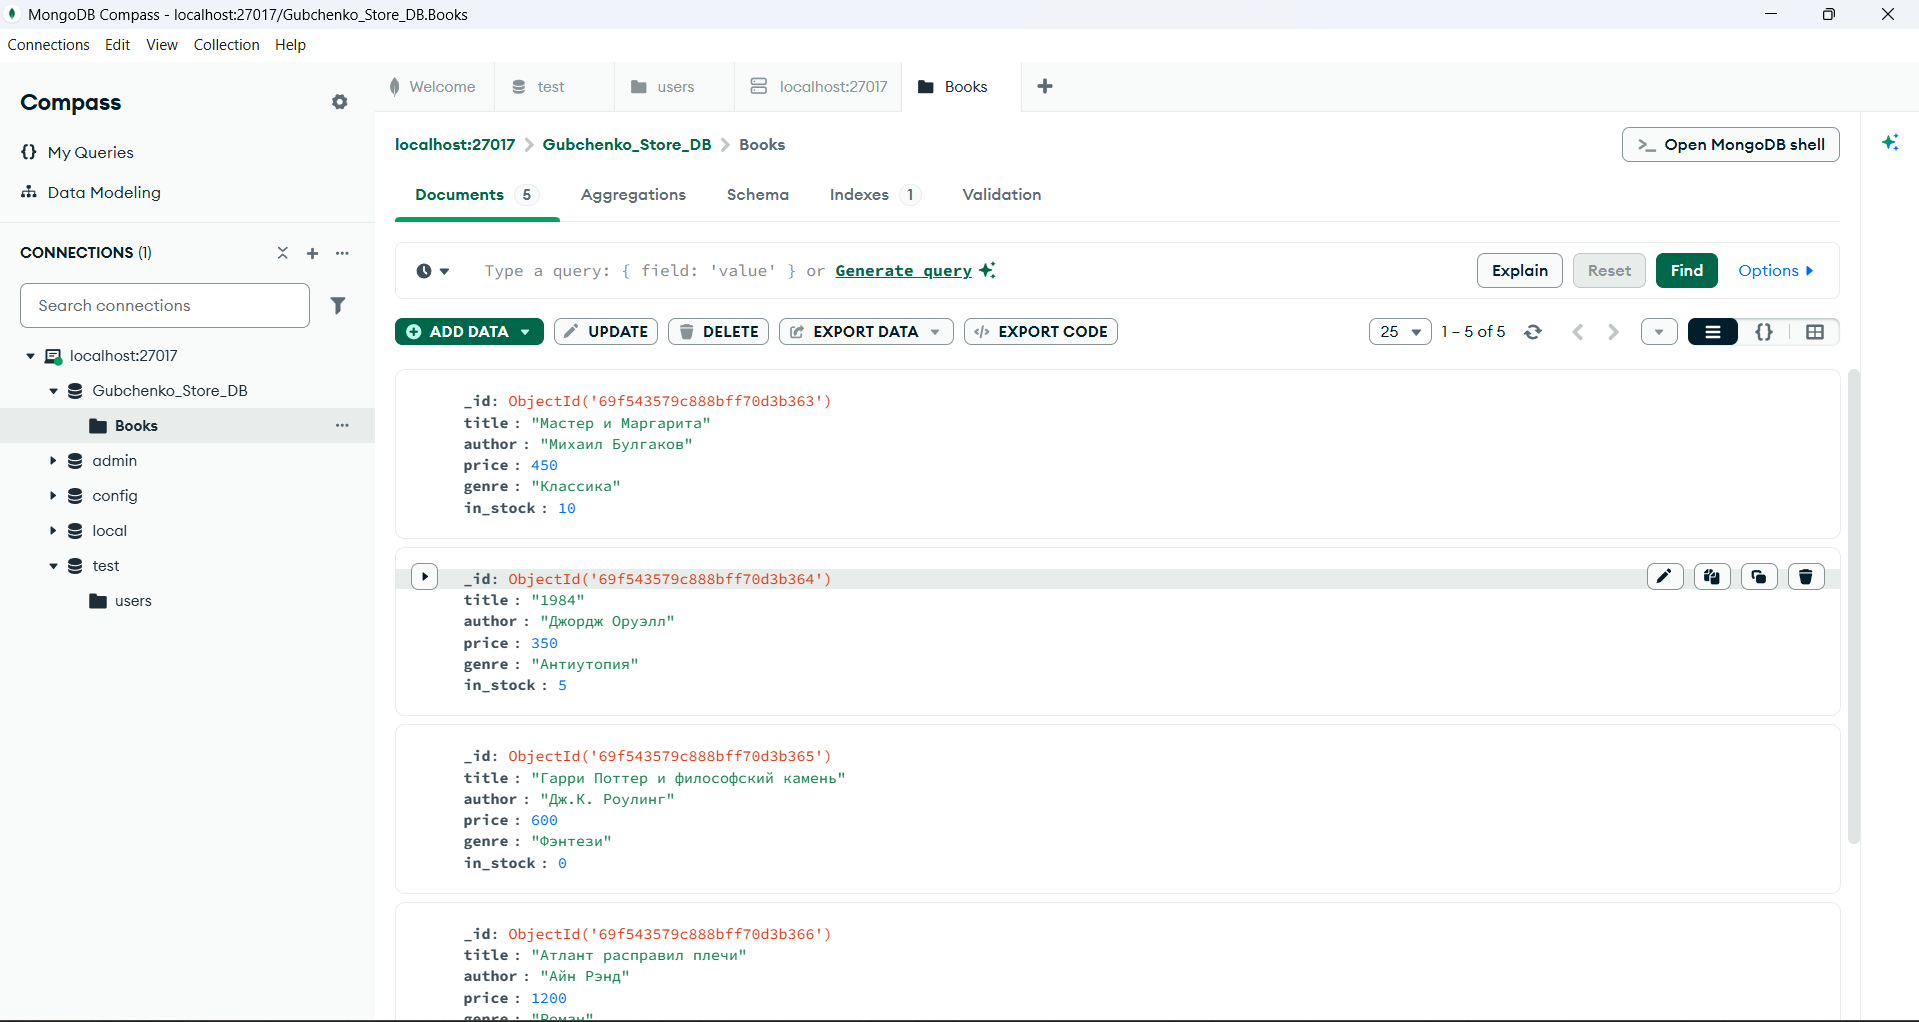 MongoDB Compass - localhost:27017/Gubchenko_Store_DB.Books
Connections Edit View Collection Help
Compass
My Queries
Data Modeling
CONNECTIONS (1)
Search connections
localhost:27017
Gubchenko_Store_DB
Books
admin
config
local
test
users
Welcome test users localhost:27017 Books
localhost:27017 > Gubchenko_Store_DB > Books
>_ Open MongoDB shell
Documents 5 Aggregations Schema Indexes 1 Validation
Type a query: { field: 'value' } or Generate query
Explain Reset Find Options
ADD DATA UPDATE DELETE EXPORT DATA EXPORT CODE
25 1 – 5 of 5
_id: ObjectId('69f543579c888bff70d3b363')
title : "Мастер и Маргарита"
author : "Михаил Булгаков"
price : 450
genre : "Классика"
in_stock : 10
_id: ObjectId('69f543579c888bff70d3b364')
title : "1984"
author : "Джордж Оруэлл"
price : 350
genre : "Антиутопия"
in_stock : 5
_id: ObjectId('69f543579c888bff70d3b365')
title : "Гарри Поттер и философский камень"
author : "Дж.К. Роулинг"
price : 600
genre : "Фэнтези"
in_stock : 0
_id: ObjectId('69f543579c888bff70d3b366')
title : "Атлант расправил плечи"
author : "Айн Рэнд"
price : 1200
genre : "Роман"